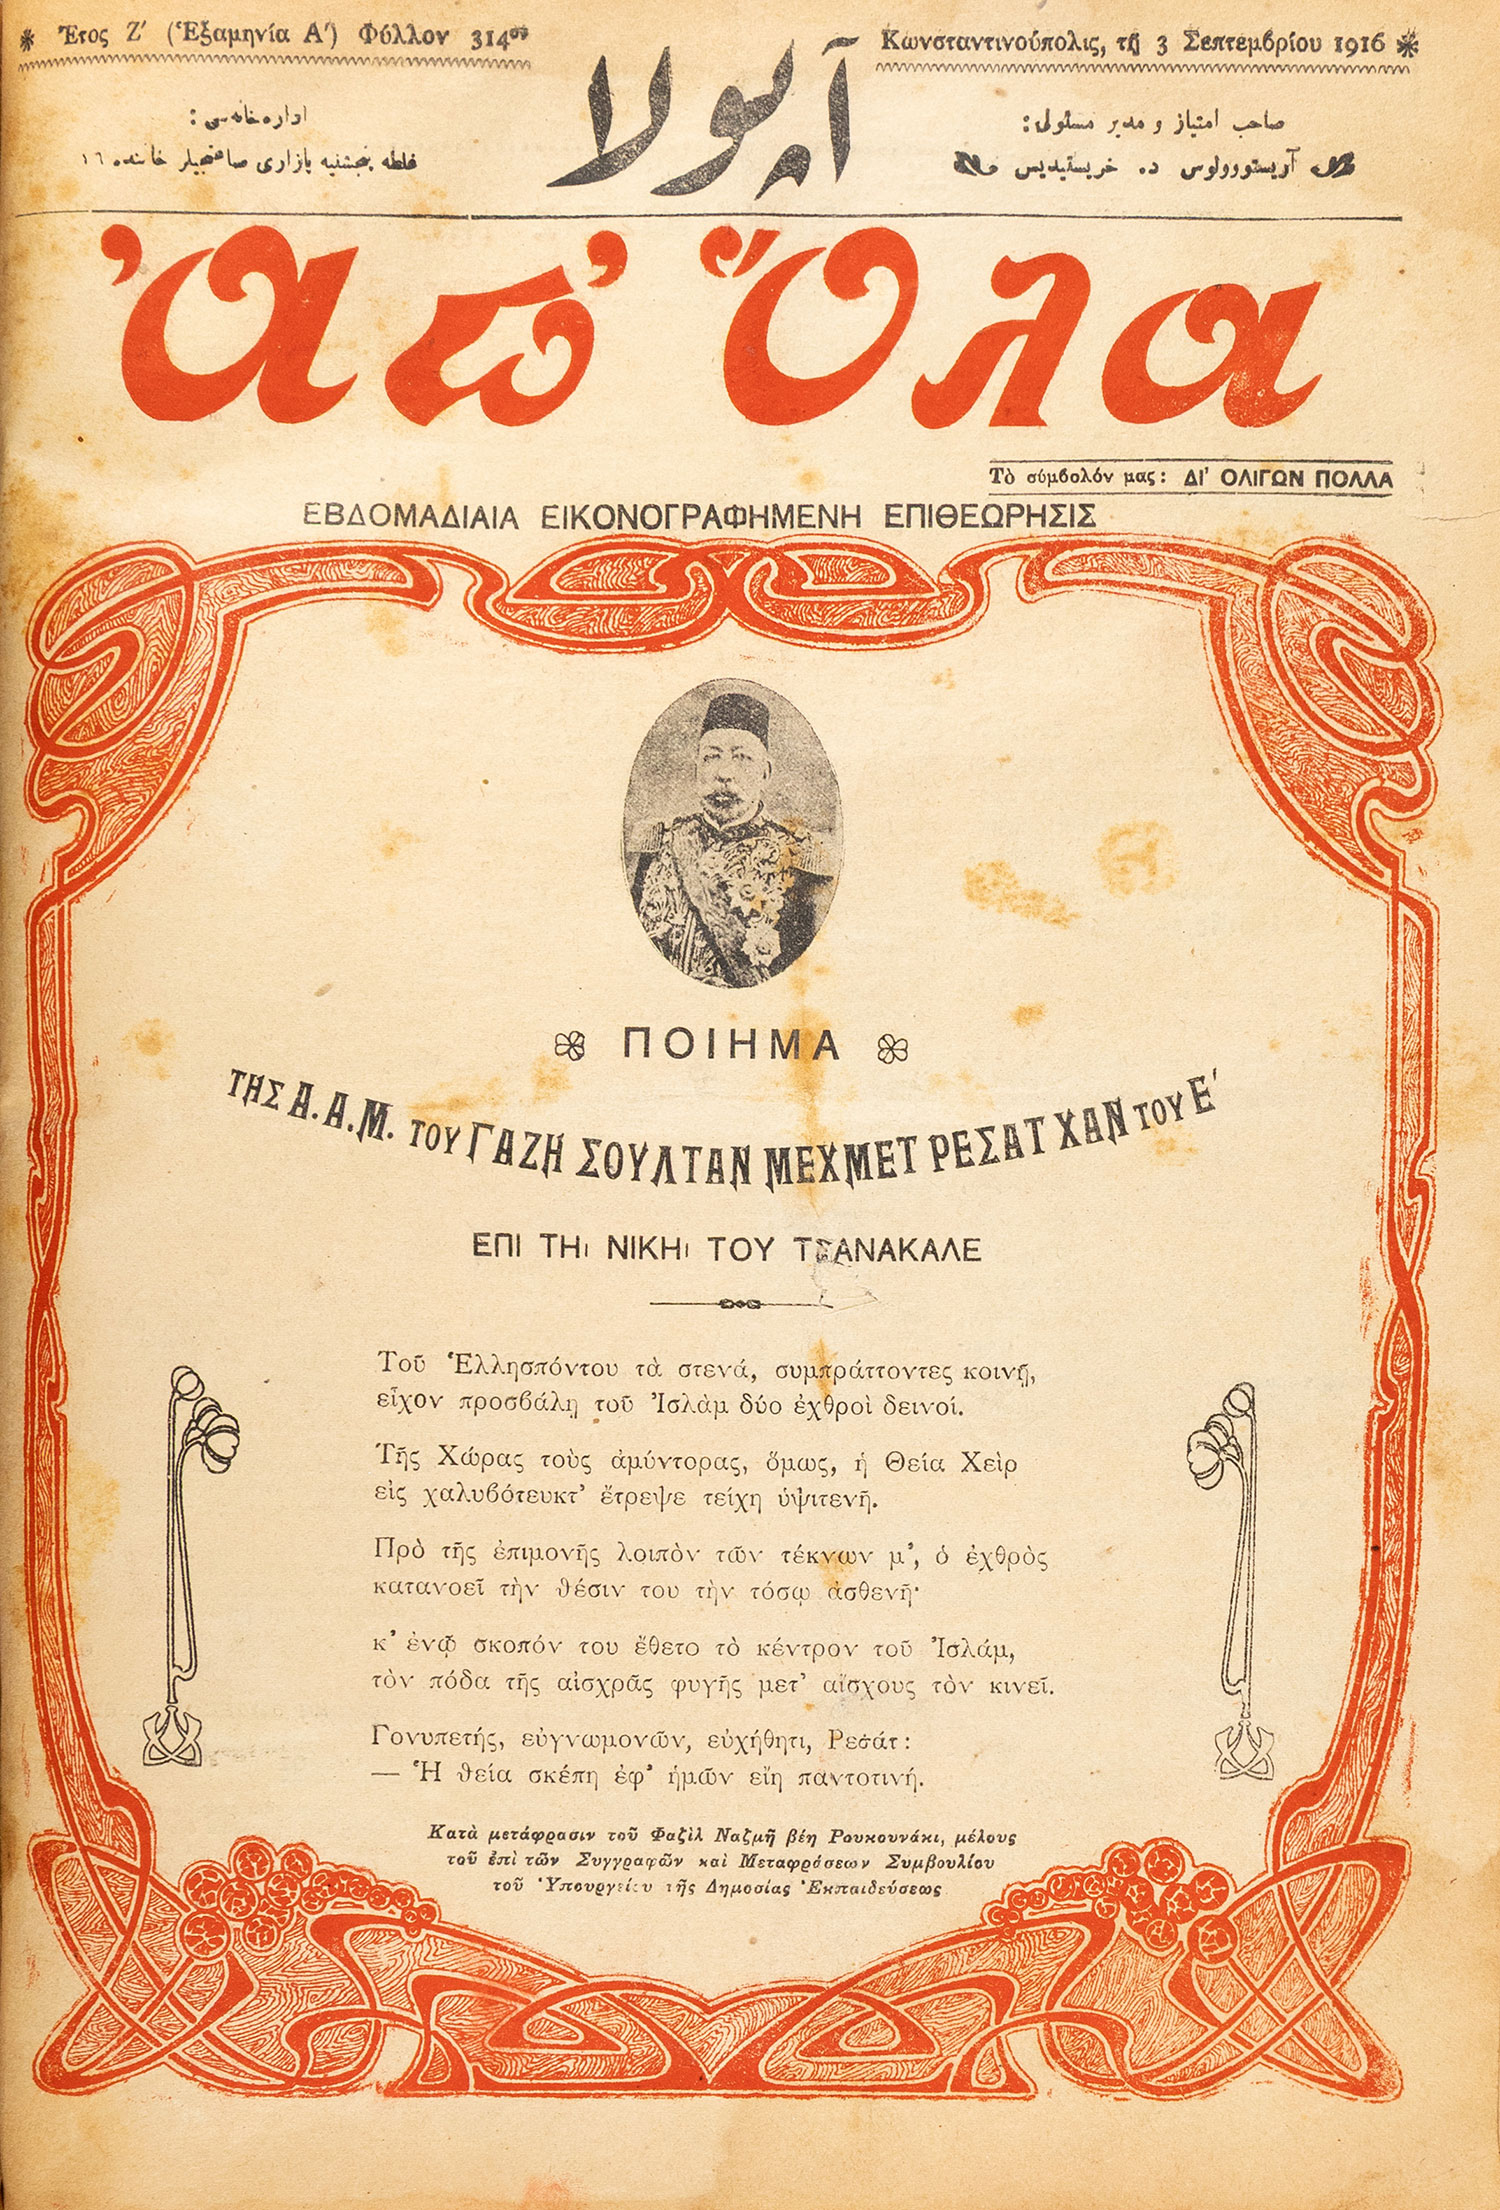 Ἔτος Ζ′ (Ἑξαμηνία Α′) Φύλλον 314ον
Κωνσταντινούπολις, τῇ 3 Σεπτεμβρίου 1916
آپولا
صاحب امتیاز و مدیر مسئولی:
آریستووولوس د. خریستیدیس
اداره خانه سی:
غلطه پنجشنبه بازاری
١٦
Ἀπ’ Ὅλα
Τὸ σύμβολόν μας: ΔΙ’ ΟΛΙΓΩΝ ΠΟΛΛΑ
ΕΒΔΟΜΑΔΙΑΙΑ ΕΙΚΟΝΟΓΡΑΦΗΜΕΝΗ ΕΠΙΘΕΩΡΗΣΙΣ
ΠΟΙΗΜΑ
ΤΗΣ Α. Α. Μ. ΤΟΥ ΓΑΖΗ ΣΟΥΛΤΑΝ ΜΕΧΜΕΤ ΡΕΣΑΤ ΧΑΝ ΤΟΥ Ε′
ΕΠΙ ΤΗι ΝΙΚΗι ΤΟΥ ΤΣΑΝΑΚΑΛΕ
Τοῦ Ἑλλησπόντου τὰ στενά, συμπράττοντες κοινῇ,
εἶχον προσβάλῃ τοῦ Ἰσλὰμ δύο ἐχθροὶ δεινοί.
Τῆς Χώρας τοὺς ἀμύντορας, ὅμως, ἡ Θεία Χεὶρ
εἰς χαλυβότευκτ’ ἔτρεψε τείχη ὑψιτενῆ.
Πρὸ τῆς ἐπιμονῆς λοιπὸν τῶν τέκνων μ’, ὁ ἐχθρὸς
κατανοεῖ τὴν θέσιν του τὴν τόσῳ ἀσθενῆ·
κ’ ἐνῷ σκοπόν του ἔθετο τὸ κέντρον τοῦ Ἰσλάμ,
τὸν πόδα τῆς αἰσχρᾶς φυγῆς μετ’ αἴσχους τὸν κινεῖ.
Γονυπετής, εὐγνωμονῶν, εὐχήθητι, Ρεσάτ:
— Ἡ θεία σκέπη ἐφ’ ἡμῶν εἴη παντοτινή.
Κατὰ μετάφρασιν τοῦ Φαζὶλ Ναζμῆ βέη Ρουκουνάκι, μέλους
τοῦ ἐπὶ τῶν Συγγραφῶν καὶ Μεταφράσεων Συμβουλίου
τοῦ Ὑπουργείου τῆς Δημοσίας Ἐκπαιδεύσεως